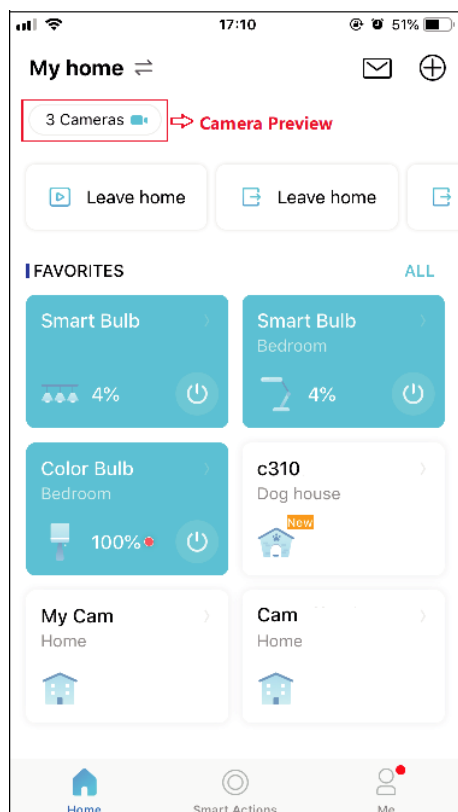 17:10
51%
My home
3 Cameras
Camera Preview
Leave home
Leave home
FAVORITES
ALL
Smart Bulb
4%
Smart Bulb
Bedroom
4%
Color Bulb
Bedroom
100%
c310
Dog house
New
My Cam
Home
Cam
Home
Home
Smart Actions
Me